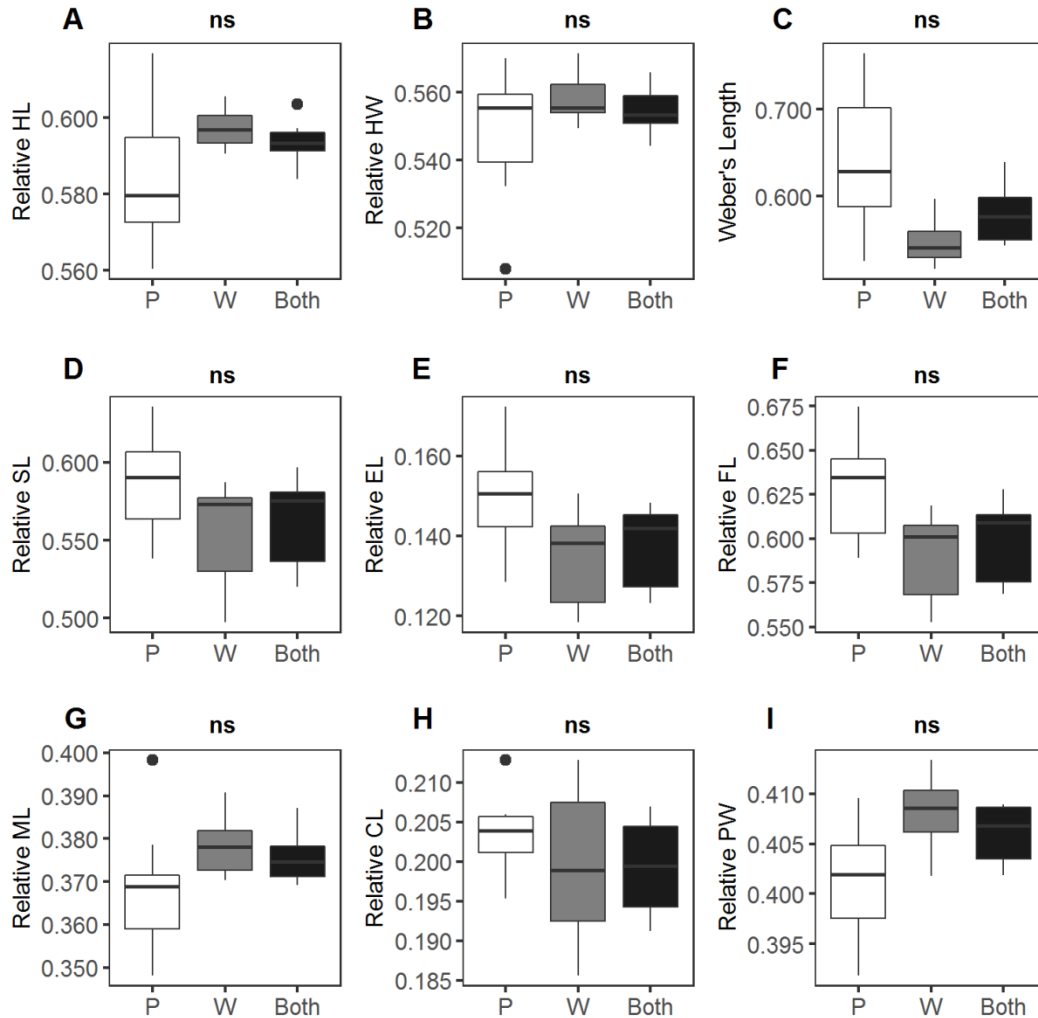 A ns
Relative HL
0.600
0.580
0.560
P W Both
B ns
Relative HW
0.560
0.540
0.520
P W Both
C ns
Weber's Length
0.700
0.600
P W Both
D ns
Relative SL
0.600
0.550
0.500
P W Both
E ns
Relative EL
0.160
0.140
0.120
P W Both
F ns
Relative FL
0.675
0.650
0.625
0.600
0.575
0.550
P W Both
G ns
Relative ML
0.400
0.390
0.380
0.370
0.360
0.350
P W Both
H ns
Relative CL
0.210
0.205
0.200
0.195
0.190
0.185
P W Both
I ns
Relative PW
0.410
0.405
0.400
0.395
P W Both